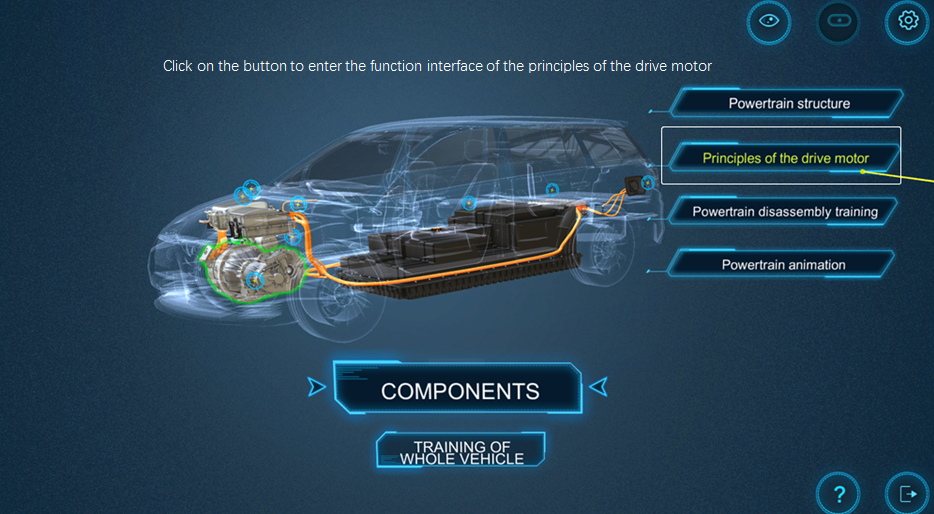 Click on the button to enter the function interface of the principles of the drive motor
Powertrain structure
Principles of the drive motor
Powertrain disassembly training
Powertrain animation
COMPONENTS
TRAINING OF
WHOLE VEHICLE
?